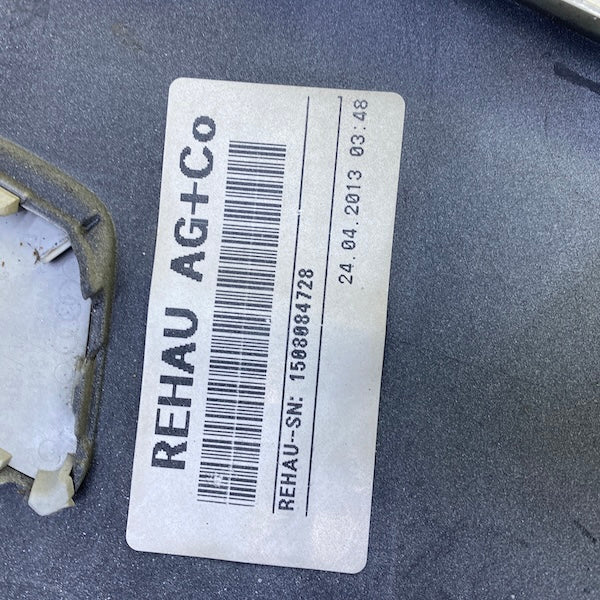 REHAU AG+Co
REHAU--SN: 1508084728
24.04.2013 03:48